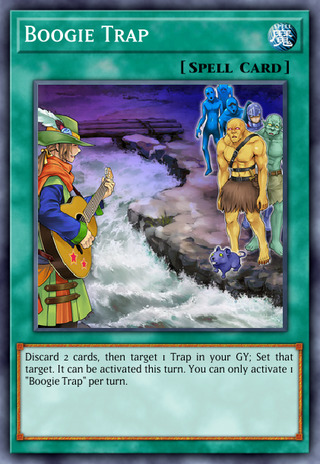 Boogie Trap
魔
[ Spell Card ]
Discard 2 cards, then target 1 Trap in your GY; Set that
target. It can be activated this turn. You can only activate 1
"Boogie Trap" per turn.